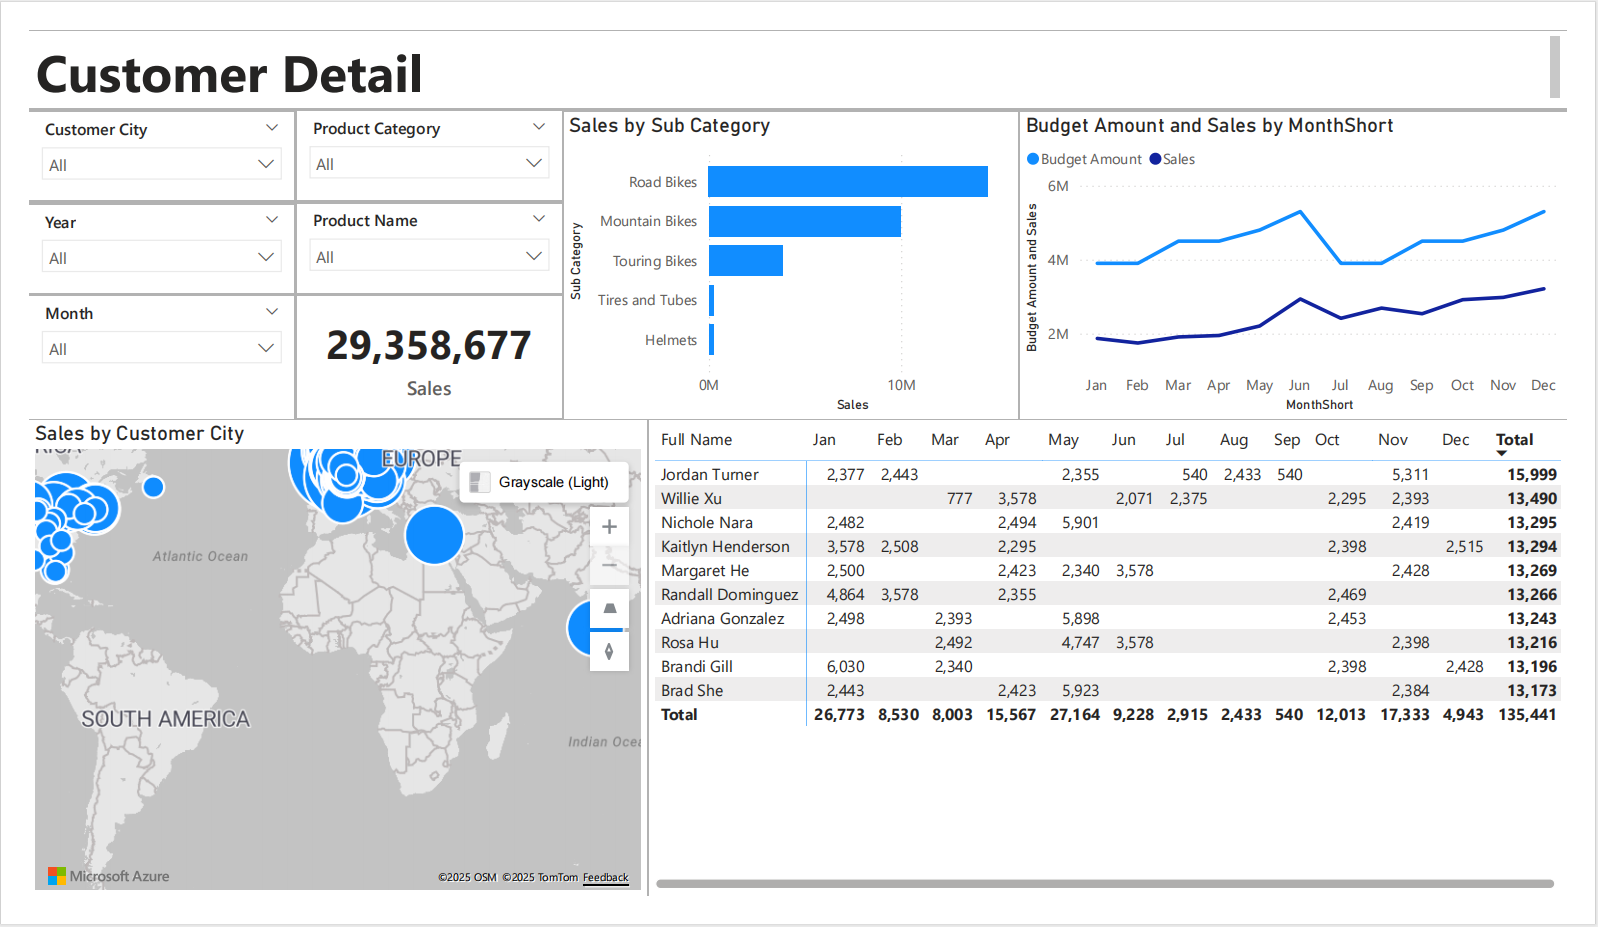 Customer Detail
Customer City
All
Product Category
All
Year
All
Product Name
All
Month
All
29,358,677
Sales
Sales by Sub Category
Sub Category
Road Bikes
Mountain Bikes
Touring Bikes
Tires and Tubes
Helmets
0M 10M
Sales
Budget Amount and Sales by MonthShort
Budget Amount Sales
Budget Amount and Sales
6M
4M
2M
Jan Feb Mar Apr May Jun Jul Aug Sep Oct Nov Dec
MonthShort
Sales by Customer City
EUROPE
Grayscale (Light)
Atlantic Ocean
SOUTH AMERICA
Indian Ocea
Microsoft Azure
©2025 OSM ©2025 TomTom Feedback
Full Name Jan Feb Mar Apr May Jun Jul Aug Sep Oct Nov Dec Total
Jordan Turner 2,377 2,443 2,355 540 2,433 540 5,311 15,999
Willie Xu 777 3,578 2,071 2,375 2,295 2,393 13,490
Nichole Nara 2,482 2,494 5,901 2,419 13,295
Kaitlyn Henderson 3,578 2,508 2,295 2,398 2,515 13,294
Margaret He 2,500 2,423 2,340 3,578 2,428 13,269
Randall Dominguez 4,864 3,578 2,355 2,469 13,266
Adriana Gonzalez 2,498 2,393 5,898 2,453 13,243
Rosa Hu 2,492 4,747 3,578 2,398 13,216
Brandi Gill 6,030 2,340 2,398 2,428 13,196
Brad She 2,443 2,423 5,923 2,384 13,173
Total 26,773 8,530 8,003 15,567 27,164 9,228 2,915 2,433 540 12,013 17,333 4,943 135,441